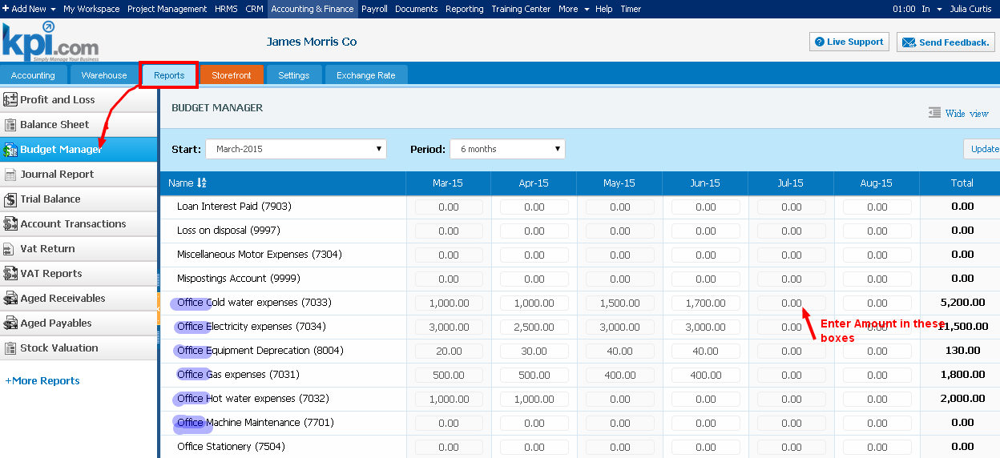 + Add New My Workspace Project Management HRMS CRM Accounting & Finance Payroll Documents Reporting Training Center More Help Timer 01:00 In Julia Curtis
kpi.com
Simply Manage Your Business
James Morris Co
Live Support
Send Feedback.
Accounting Warehouse Reports Storefront Settings Exchange Rate
Profit and Loss
Balance Sheet
Budget Manager
Journal Report
Trial Balance
Account Transactions
Vat Return
VAT Reports
Aged Receivables
Aged Payables
Stock Valuation
+More Reports
BUDGET MANAGER
Wide view
Start: March-2015 Period: 6 months Update
Name Mar-15 Apr-15 May-15 Jun-15 Jul-15 Aug-15 Total
Loan Interest Paid (7903) 0.00 0.00 0.00 0.00 0.00 0.00 0.00
Loss on disposal (9997) 0.00 0.00 0.00 0.00 0.00 0.00 0.00
Miscellaneous Motor Expenses (7304) 0.00 0.00 0.00 0.00 0.00 0.00 0.00
Mispostings Account (9999) 0.00 0.00 0.00 0.00 0.00 0.00 0.00
Office Cold water expenses (7033) 1,000.00 1,000.00 1,500.00 1,700.00 0.00 0.00 5,200.00
Office Electricity expenses (7034) 3,000.00 2,500.00 3,000.00 3,000.00 0.00 0.00 11,500.00
Enter Amount in these
boxes
Office Equipment Deprecation (8004) 20.00 30.00 40.00 40.00 0.00 0.00 130.00
Office Gas expenses (7031) 500.00 500.00 400.00 400.00 0.00 0.00 1,800.00
Office Hot water expenses (7032) 1,000.00 1,000.00 0.00 0.00 0.00 0.00 2,000.00
Office Machine Maintenance (7701) 0.00 0.00 0.00 0.00 0.00 0.00 0.00
Office Stationery (7504) 0.00 0.00 0.00 0.00 0.00 0.00 0.00